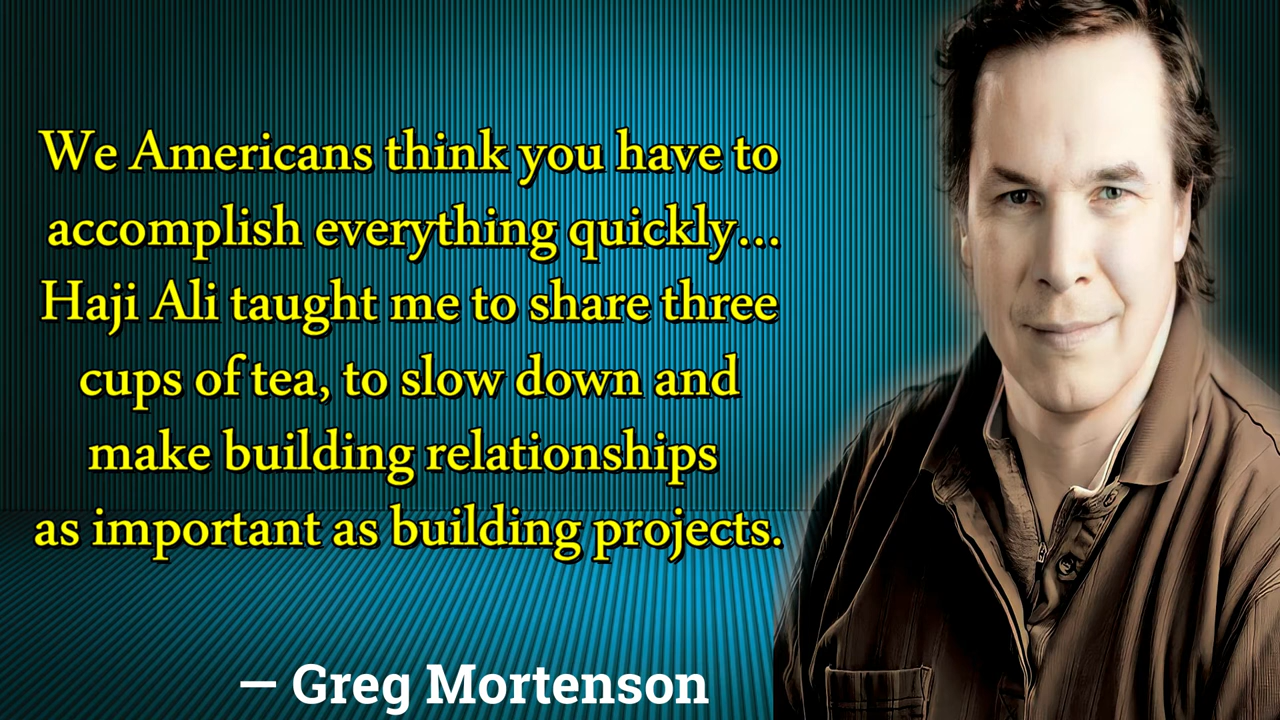 We Americans think you have to
accomplish everything quickly...
Haji Ali taught me to share three
cups of tea, to slow down and
make building relationships
as important as building projects.
— Greg Mortenson